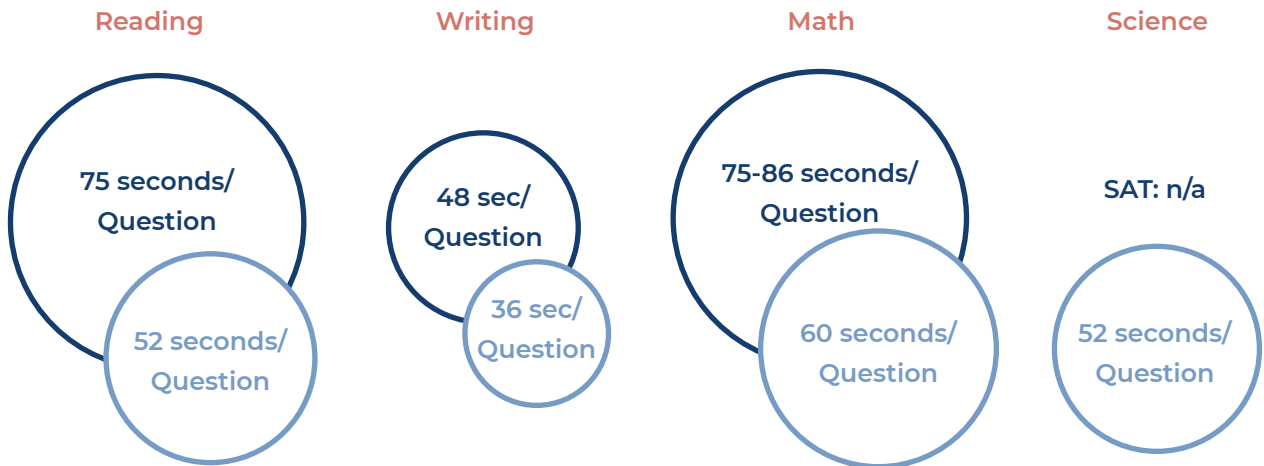 Reading
75 seconds/
Question
52 seconds/
Question
Writing
48 sec/
Question
36 sec/
Question
Math
75-86 seconds/
Question
60 seconds/
Question
Science
SAT: n/a
52 seconds/
Question